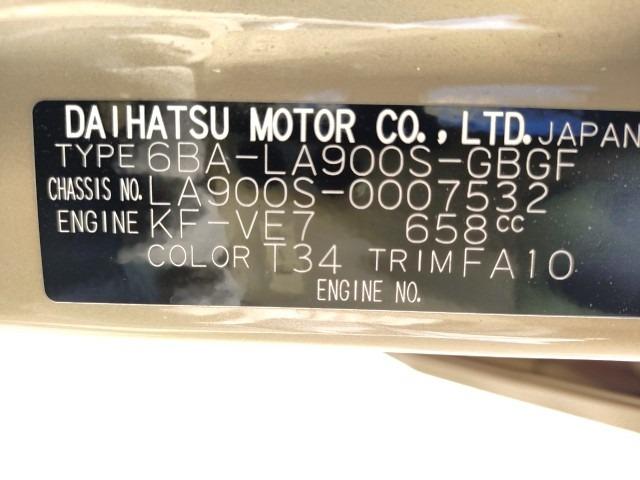 DAIHATSU MOTOR CO., LTD. JAPAN
TYPE 6BA-LA900S-GBGF
CHASSIS NO. LA900S-0007532
ENGINE KF-VE7 658cc
COLOR T34 TRIM FA10
ENGINE NO.